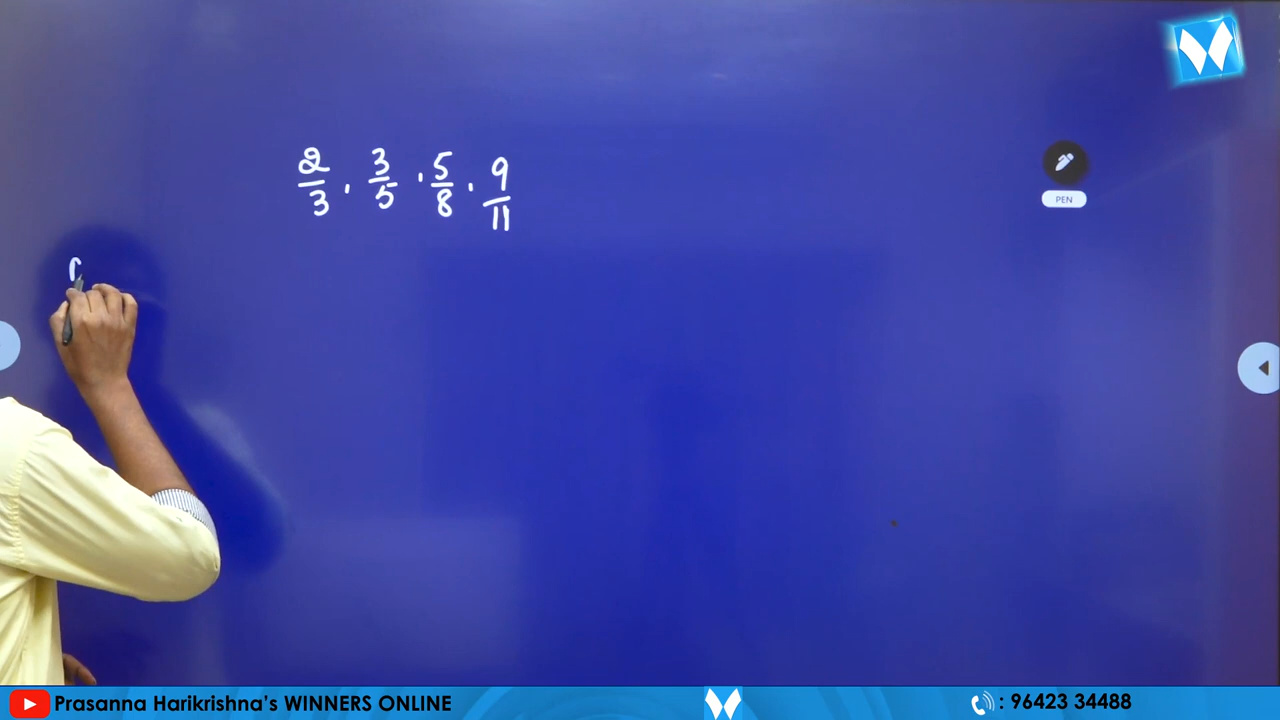 2/3 , 3/5 , 5/8 , 9/11
PEN
Prasanna Harikrishna's WINNERS ONLINE
: 96423 34488